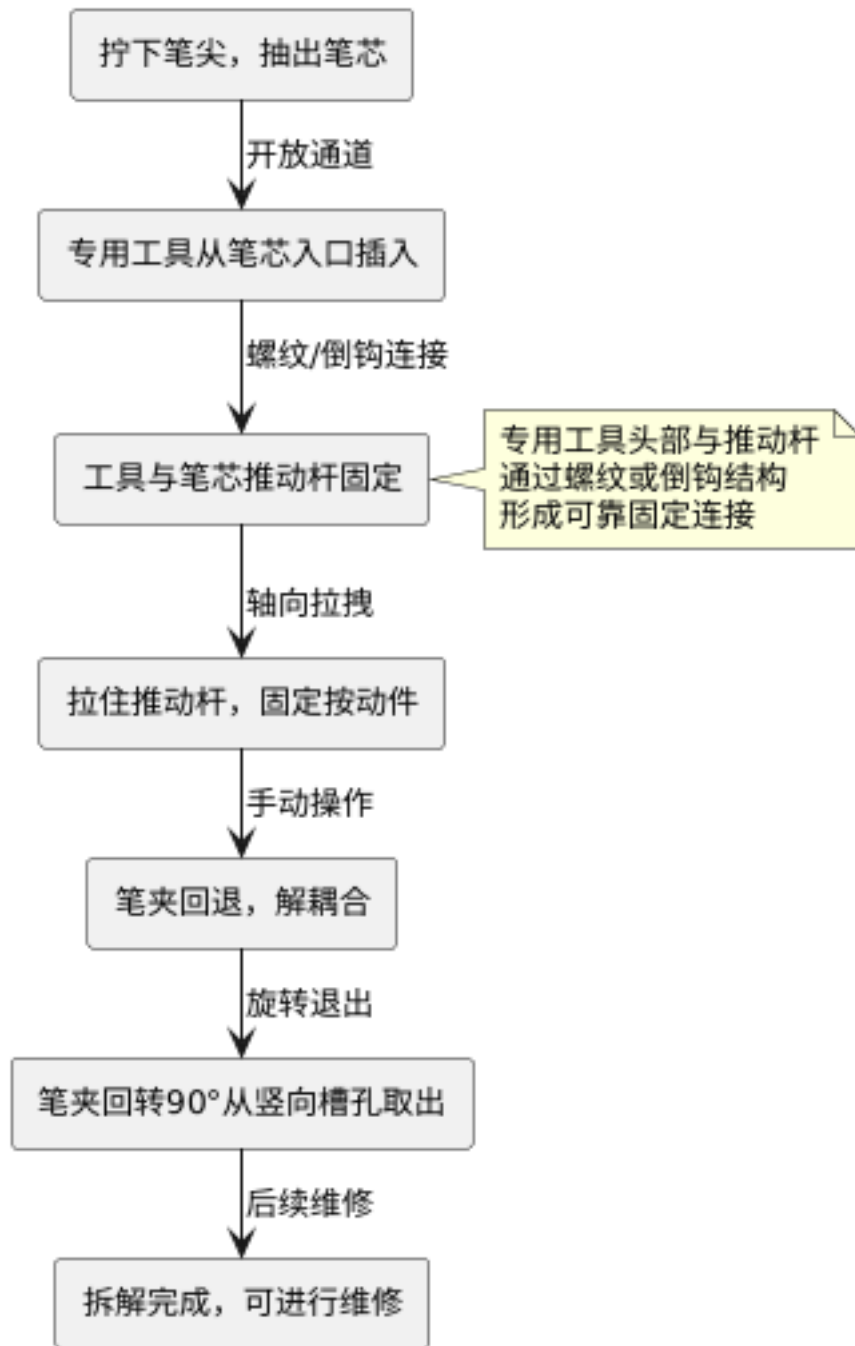 拧下笔尖，抽出笔芯
开放通道
专用工具从笔芯入口插入
螺纹/倒钩连接
工具与笔芯推动杆固定
专用工具头部与推动杆
通过螺纹或倒钩结构
形成可靠固定连接
轴向拉拽
拉住推动杆，固定按动件
手动操作
笔夹回退，解耦合
旋转退出
笔夹回转90°从竖向槽孔取出
后续维修
拆解完成，可进行维修